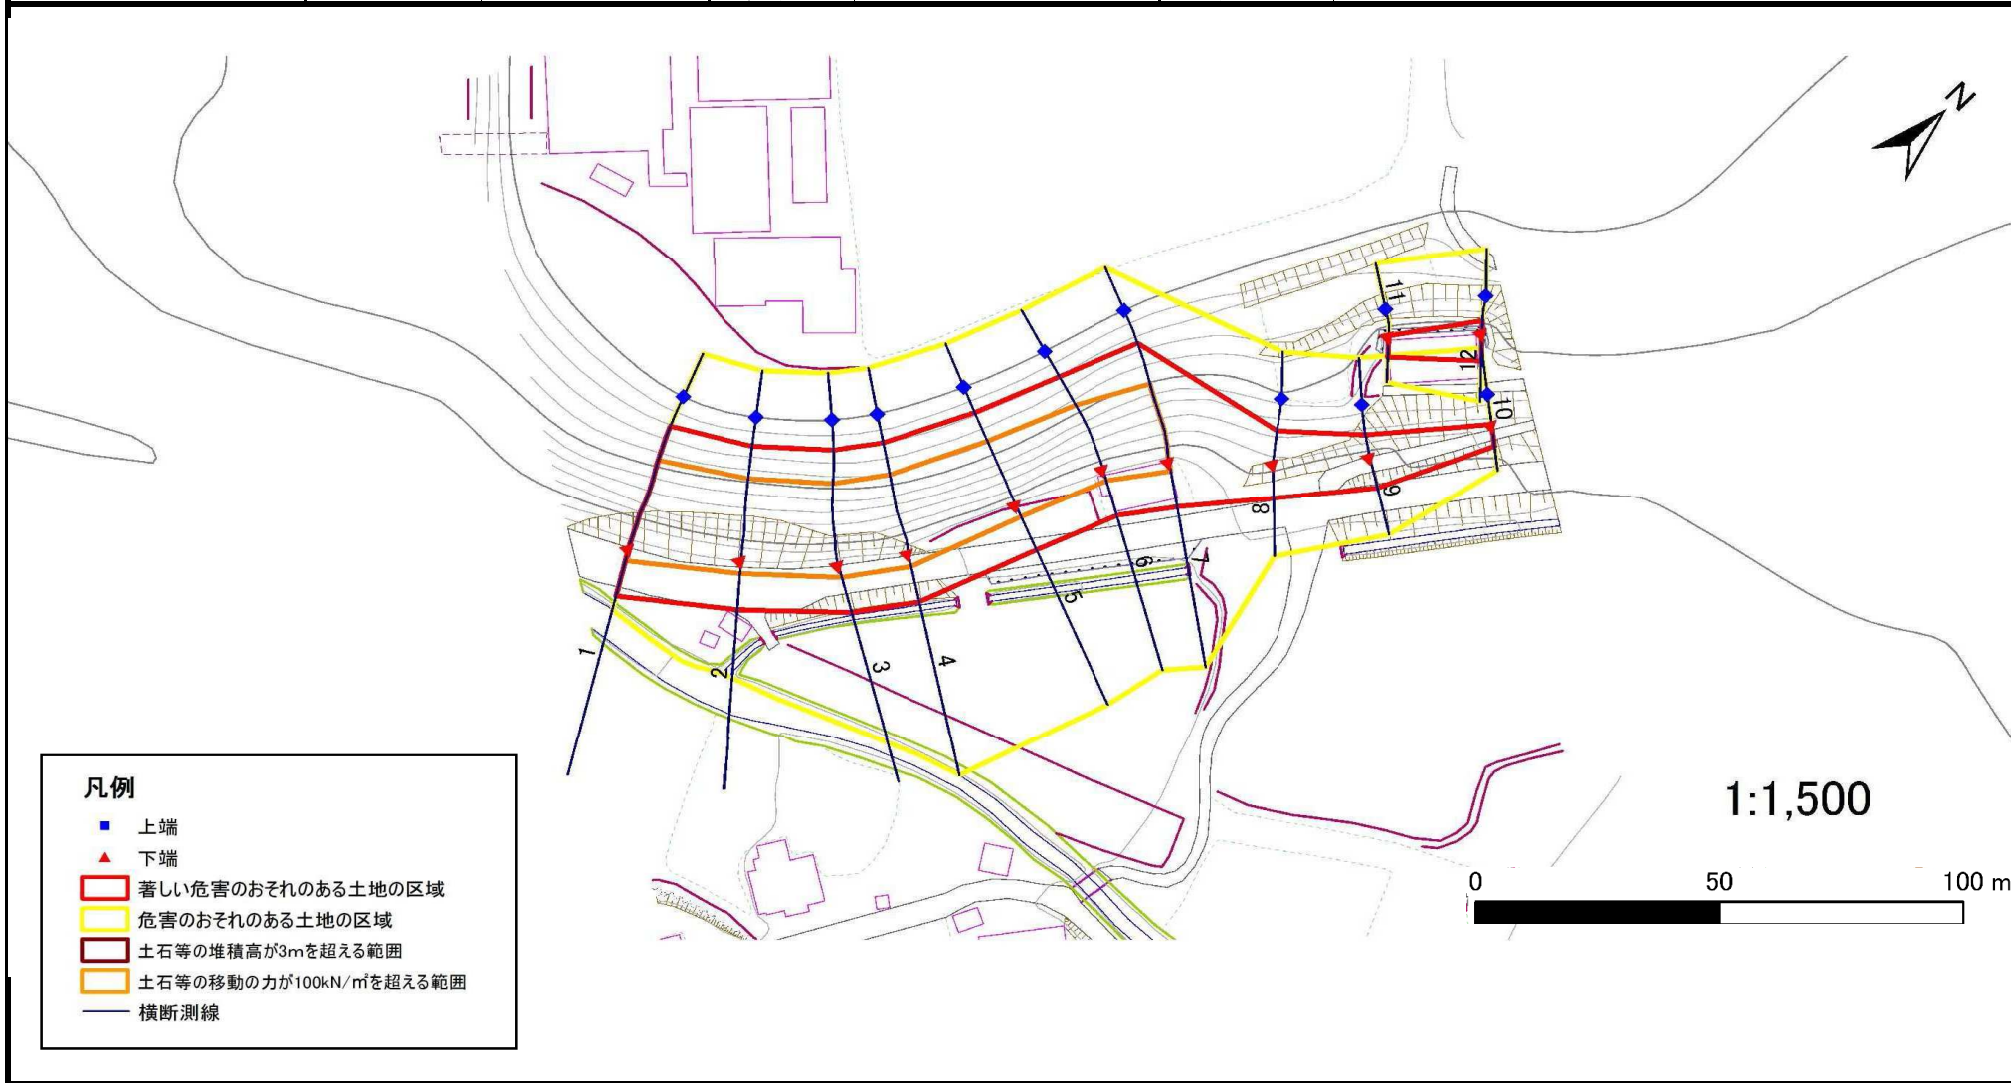 N
11
12
10
9
8
7
6
5
4
3
2
1
凡例
上端
下端
著しい危害のおそれのある土地の区域
危害のおそれのある土地の区域
土石等の堆積高が3mを超える範囲
土石等の移動の力が100kN/㎡を超える範囲
横断測線
1:1,500
0 50 100 m